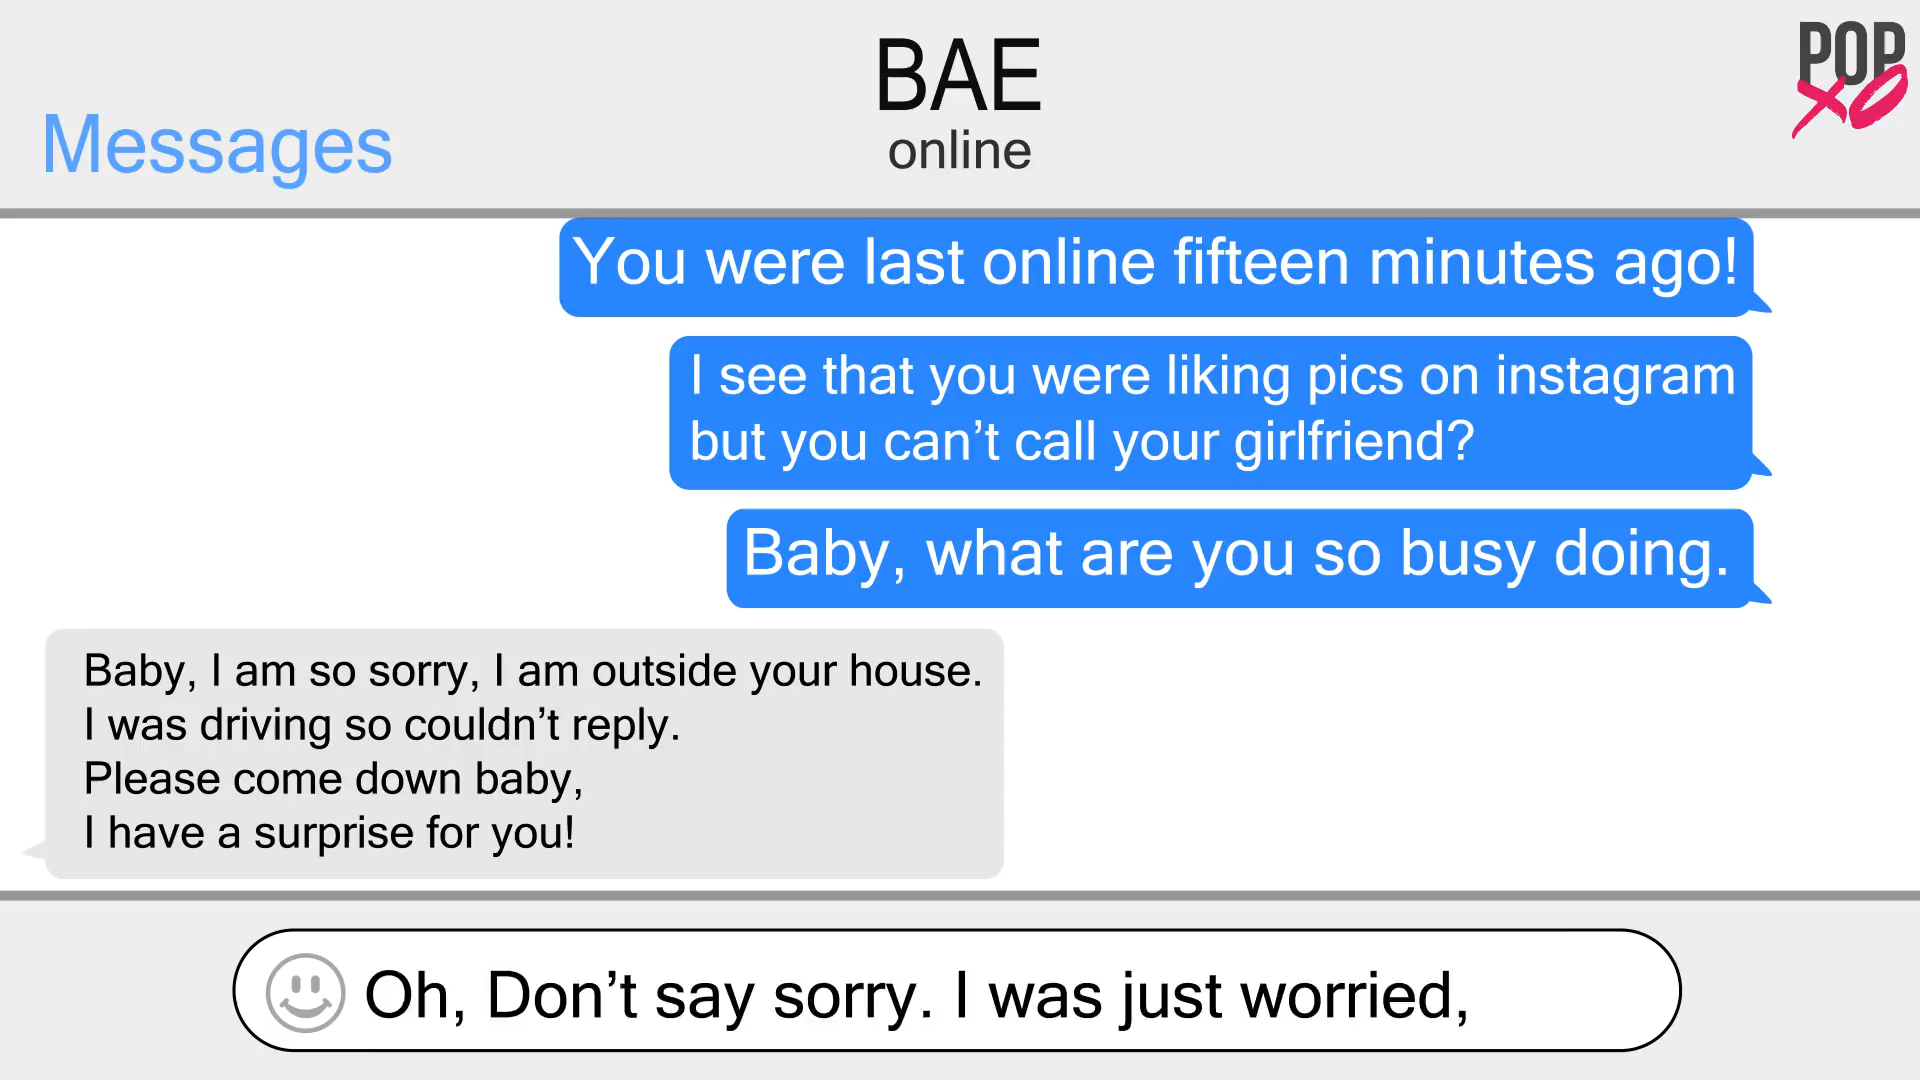 BAE
online
Messages
POP
XO
You were last online fifteen minutes ago!
I see that you were liking pics on instagram
but you can’t call your girlfriend?
Baby, what are you so busy doing.
Baby, I am so sorry, I am outside your house.
I was driving so couldn’t reply.
Please come down baby,
I have a surprise for you!
Oh, Don’t say sorry. I was just worried,